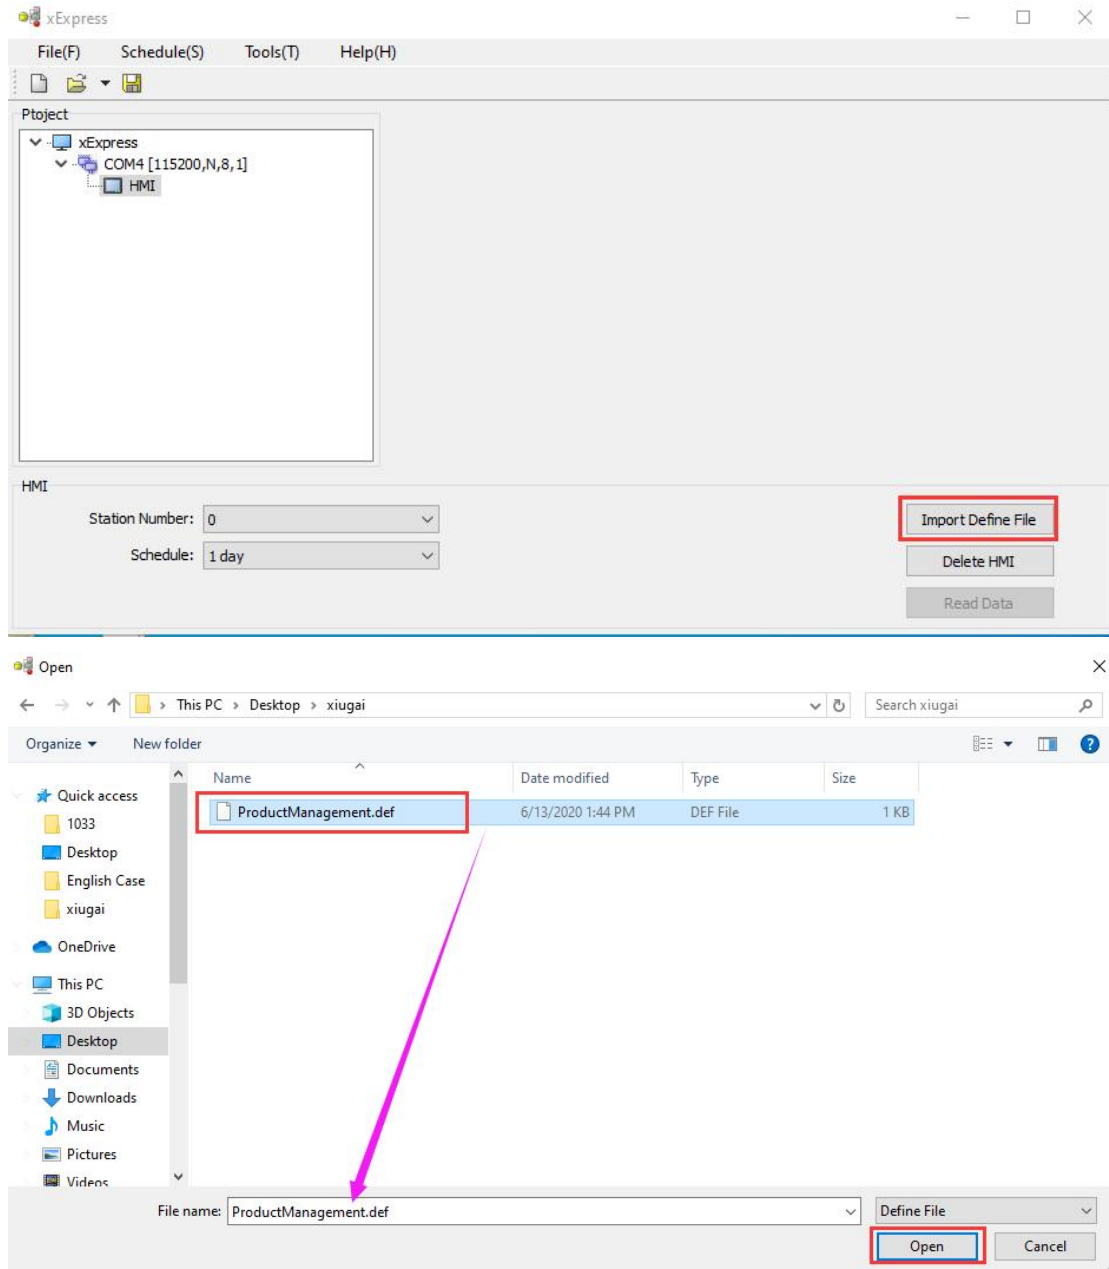 xExpress
File(F) Schedule(S) Tools(T) Help(H)
Ptoject
xExpress
COM4 [115200,N,8,1]
HMI
HMI
Station Number: 0
Import Define File
Schedule: 1 day
Delete HMI
Read Data
Open
This PC > Desktop > xiugai
Search xiugai
Organize New folder
Name Date modified Type Size
Quick access
ProductManagement.def 6/13/2020 1:44 PM DEF File 1 KB
1033
Desktop
English Case
xiugai
OneDrive
This PC
3D Objects
Desktop
Documents
Downloads
Music
Pictures
Videos
File name: ProductManagement.def Define File
Open Cancel